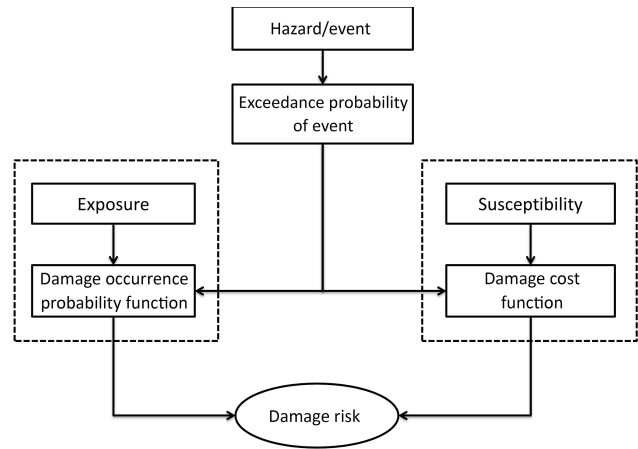 Hazard/event
Exceedance probability
of event
Exposure
Susceptibility
Damage occurrence
probability function
Damage cost
function
Damage risk